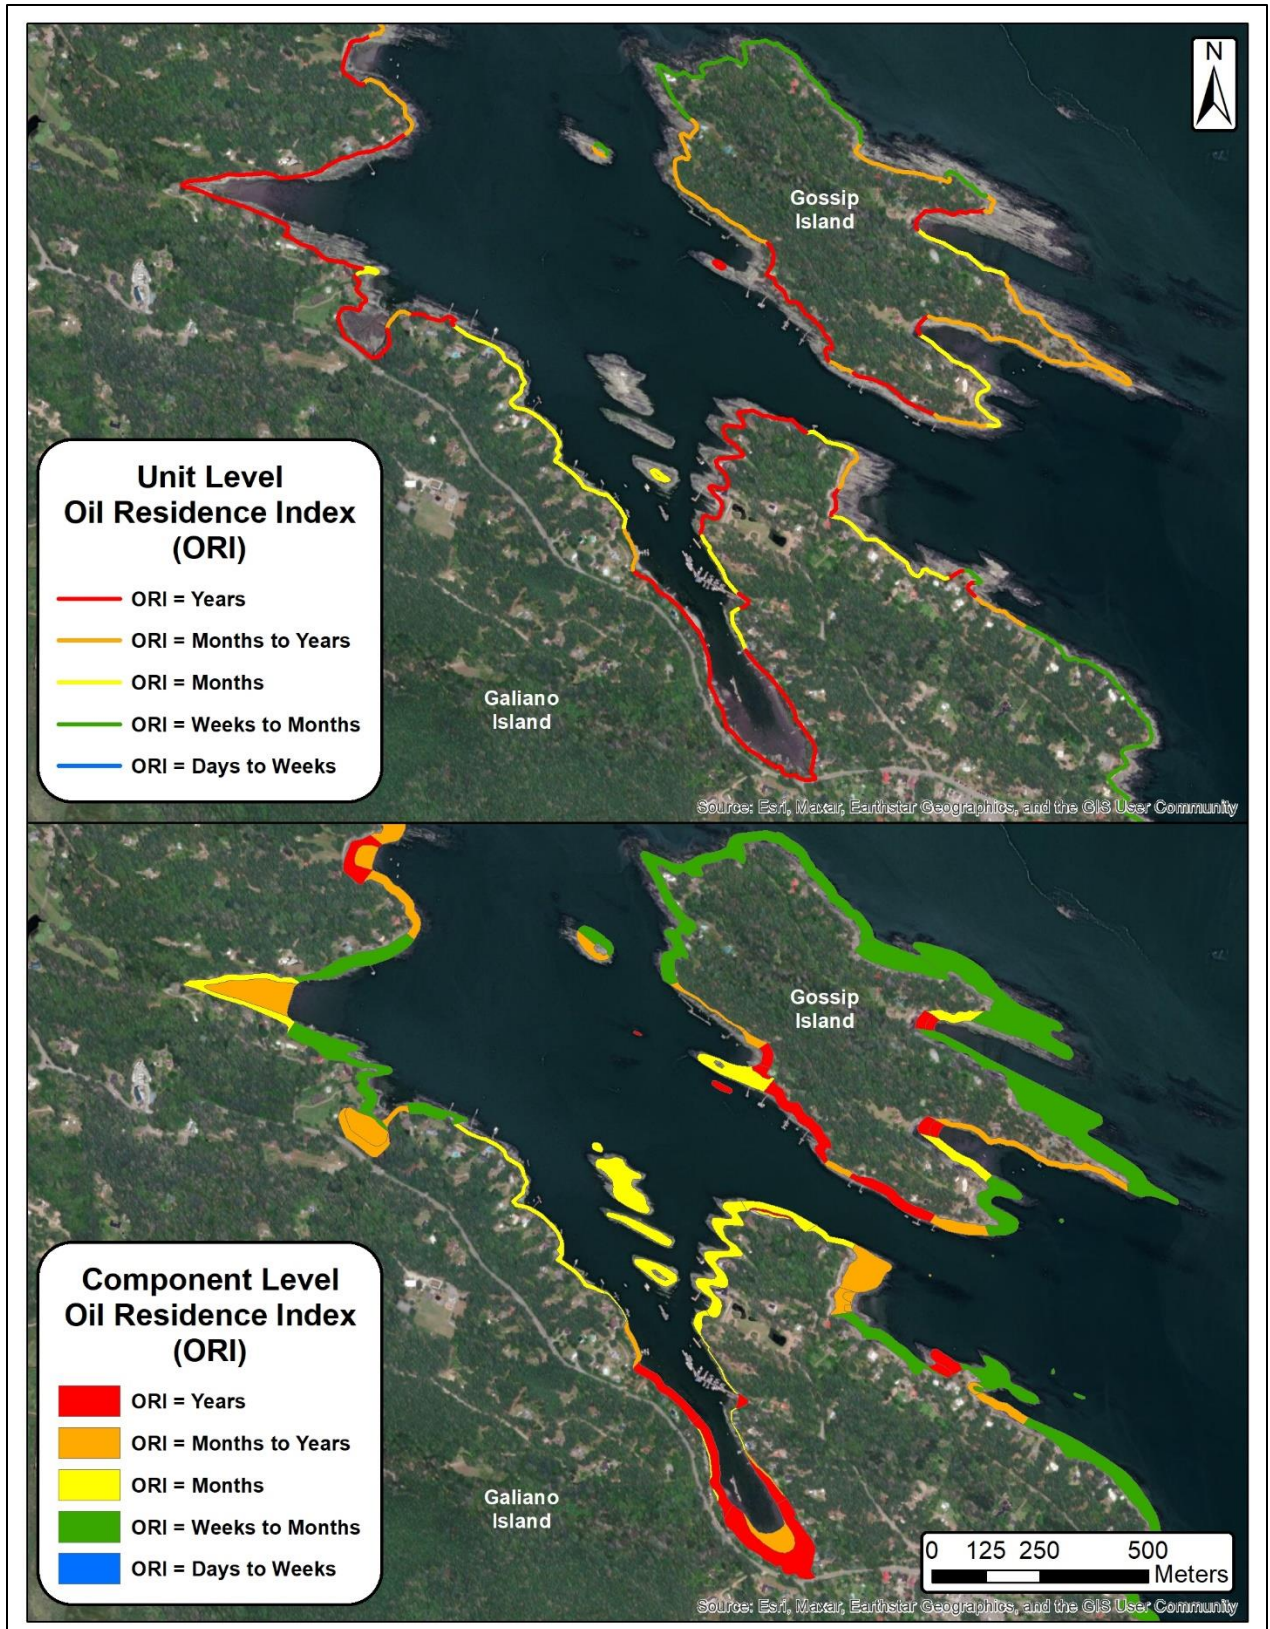 N
Gossip
Island
Unit Level
Oil Residence Index
(ORI)
ORI = Years
ORI = Months to Years
ORI = Months
ORI = Weeks to Months
ORI = Days to Weeks
Galiano
Island
Source: Esri, Maxar, Earthstar Geographics, and the GIS User Community
Gossip
Island
Component Level
Oil Residence Index
(ORI)
ORI = Years
ORI = Months to Years
ORI = Months
ORI = Weeks to Months
ORI = Days to Weeks
Galiano
Island
0 125 250 500
Meters
Source: Esri, Maxar, Earthstar Geographics, and the GIS User Community